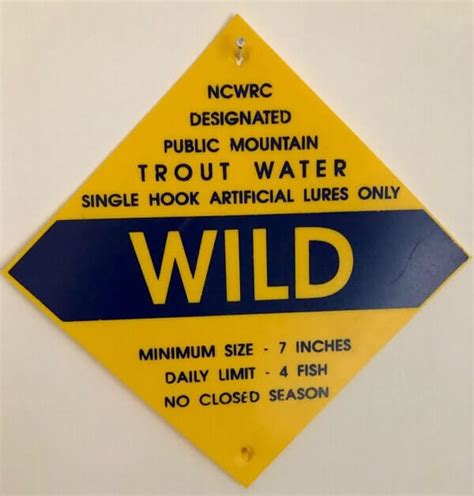 NCWRC
DESIGNATED
PUBLIC MOUNTAIN
TROUT WATER
SINGLE HOOK ARTIFICIAL LURES ONLY
WILD
MINIMUM SIZE - 7 INCHES
DAILY LIMIT - 4 FISH
NO CLOSED SEASON